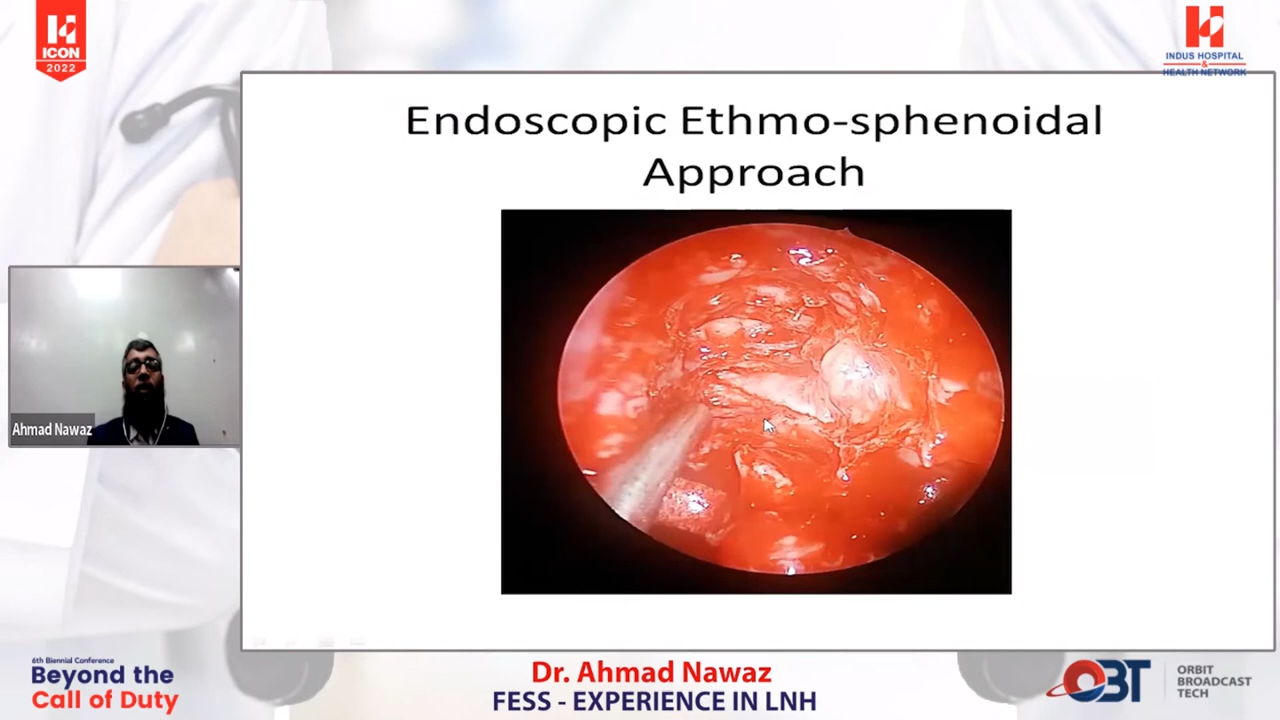 ICON
2022
INDUS HOSPITAL
&
HEALTH NETWORK
Endoscopic Ethmo-sphenoidal
Approach
Ahmad Nawaz
6th Biennial Conference
Beyond the
Call of Duty
Dr. Ahmad Nawaz
FESS - EXPERIENCE IN LNH
OBT
ORBIT
BROADCAST
TECH